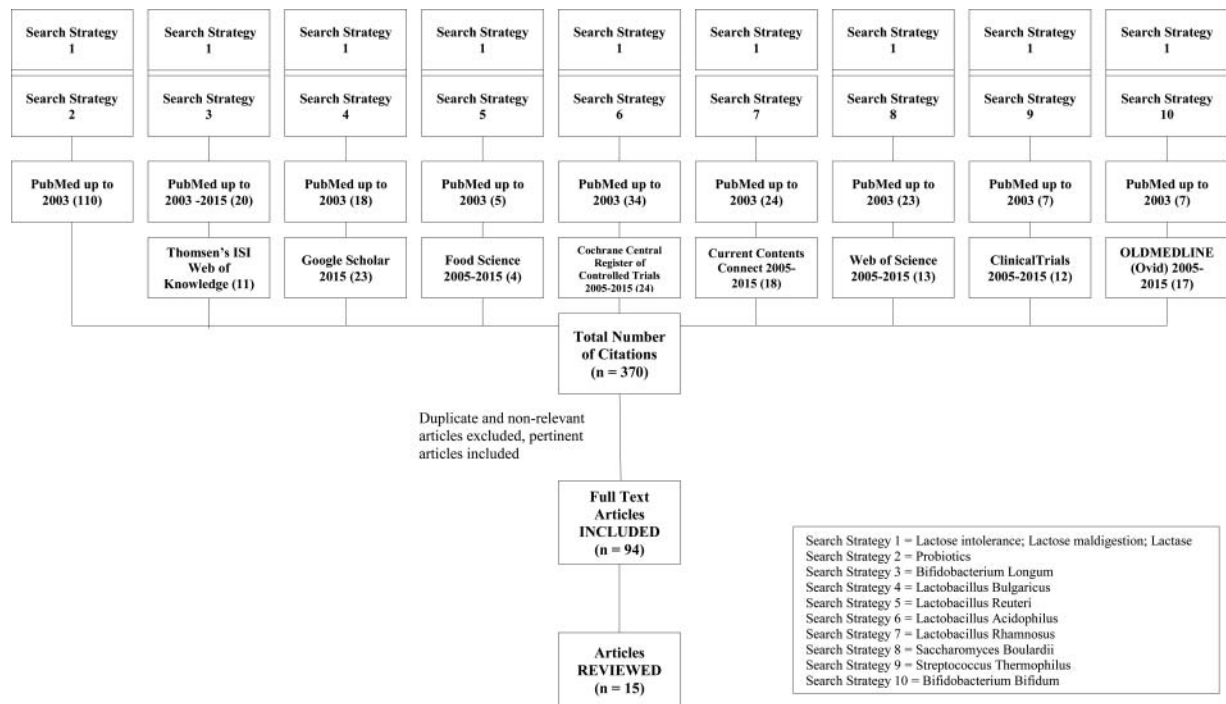 Search Strategy
1
Search Strategy
1
Search Strategy
1
Search Strategy
1
Search Strategy
1
Search Strategy
1
Search Strategy
1
Search Strategy
1
Search Strategy
1
Search Strategy
2
Search Strategy
3
Search Strategy
4
Search Strategy
5
Search Strategy
6
Search Strategy
7
Search Strategy
8
Search Strategy
9
Search Strategy
10
PubMed up to
2003 (110)
PubMed up to
2003 -2015 (20)
PubMed up to
2003 (18)
PubMed up to
2003 (5)
PubMed up to
2003 (34)
PubMed up to
2003 (24)
PubMed up to
2003 (23)
PubMed up to
2003 (7)
PubMed up to
2003 (7)
Thomsen's ISI
Web of
Knowledge (11)
Google Scholar
2015 (23)
Food Science
2005-2015 (4)
Cochrane Central
Register of
Controlled Trials
2005-2015 (24)
Current Contents
Connect 2005-
2015 (18)
Web of Science
2005-2015 (13)
ClinicalTrials
2005-2015 (12)
OLDMEDLINE
(Ovid) 2005-
2015 (17)
Total Number
of Citations
(n = 370)
Duplicate and non-relevant
articles excluded, pertinent
articles included
Full Text
Articles
INCLUDED
(n = 94)
Articles
REVIEWED
(n = 15)
Search Strategy 1 = Lactose intolerance; Lactose maldigestion; Lactase
Search Strategy 2 = Probiotics
Search Strategy 3 = Bifidobacterium Longum
Search Strategy 4 = Lactobacillus Bulgaricus
Search Strategy 5 = Lactobacillus Reuteri
Search Strategy 6 = Lactobacillus Acidophilus
Search Strategy 7 = Lactobacillus Rhamnosus
Search Strategy 8 = Saccharomyces Boulardii
Search Strategy 9 = Streptococcus Thermophilus
Search Strategy 10 = Bifidobacterium Bifidum